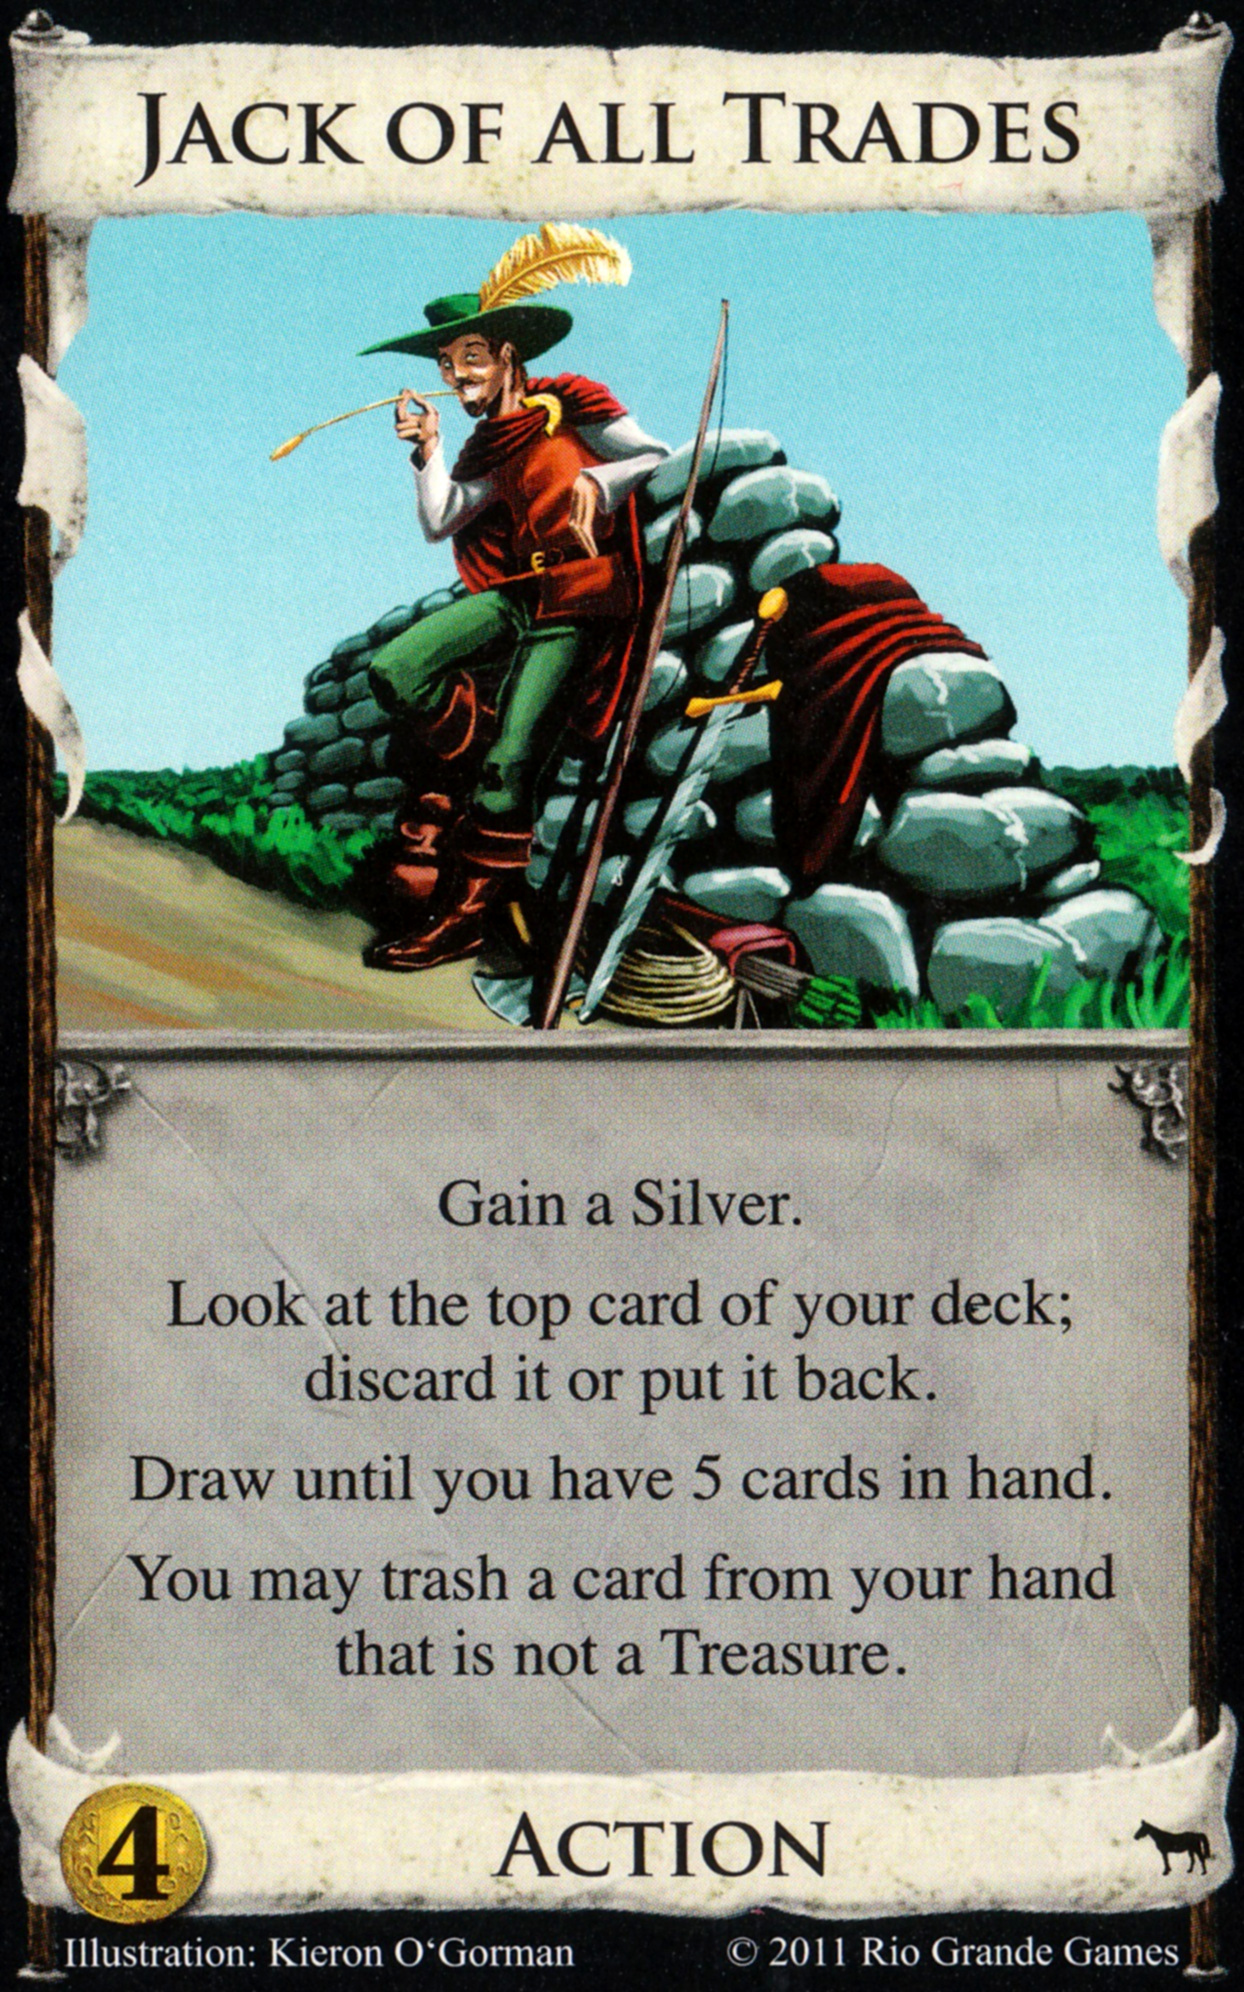 JACK OF ALL TRADES
Gain a Silver.
Look at the top card of your deck;
discard it or put it back.
Draw until you have 5 cards in hand.
You may trash a card from your hand
that is not a Treasure.
4
ACTION
Illustration: Kieron O‘Gorman
© 2011 Rio Grande Games